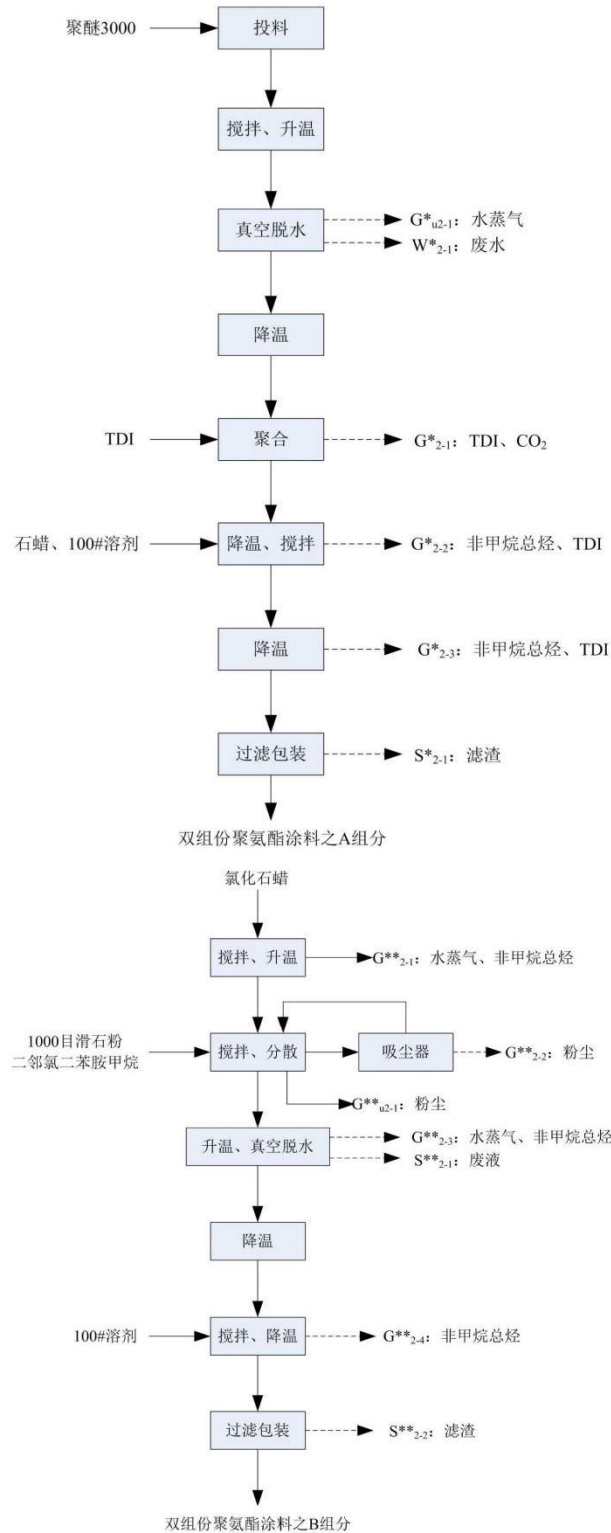 聚醚3000
投料
搅拌、升温
真空脱水
G*u2-1：水蒸气
W*2-1：废水
降温
TDI
聚合
G*2-1：TDI、CO2
石蜡、100#溶剂
降温、搅拌
G*2-2：非甲烷总烃、TDI
降温
G*2-3：非甲烷总烃、TDI
过滤包装
S*2-1：滤渣
双组份聚氨酯涂料之A组分
氯化石蜡
搅拌、升温
G**2-1：水蒸气、非甲烷总烃
1000目滑石粉
二邻氯二苯胺甲烷
搅拌、分散
吸尘器
G**2-2：粉尘
G**u2-1：粉尘
升温、真空脱水
G**2-3：水蒸气、非甲烷总烃
S**2-1：废液
降温
100#溶剂
搅拌、降温
G**2-4：非甲烷总烃
过滤包装
S**2-2：滤渣
双组份聚氨酯涂料之B组分